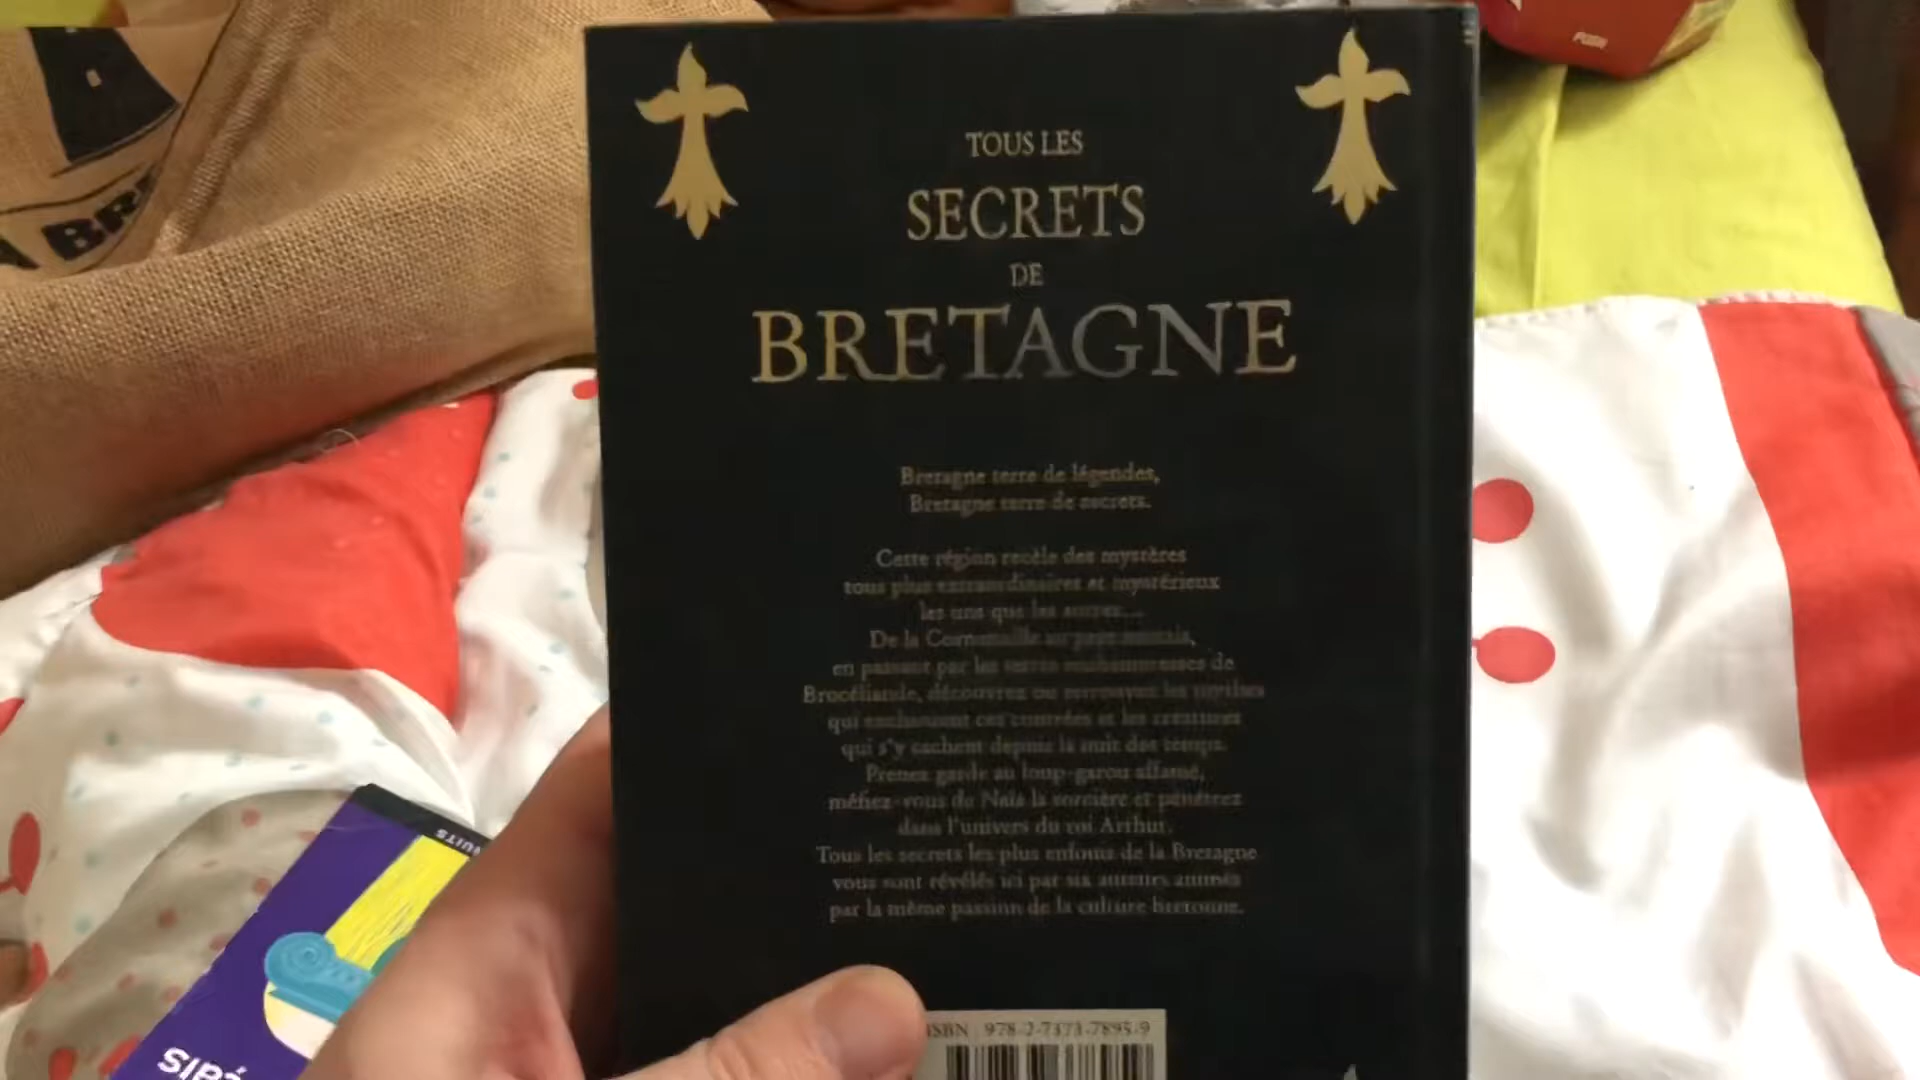 PUSH
A BR
TOUS LES
SECRETS
DE
BRETAGNE
Bretagne terre de légendes,
Bretagne terre de secrets.
Cette région recèle des mystères
tous plus extraordinaires et mystérieux
les uns que les autres...
De la Cornouaille au pays nantais,
en passant par les terres enchanteresses de
Brocéliande, découvrez ou retrouvez les mythes
qui enchantent ces contrées et les créatures
qui s'y cachent depuis la nuit des temps.
Prenez garde au loup-garou affamé,
méfiez-vous de Naïa la sorcière et pénétrez
dans l'univers du roi Arthur.
Tous les secrets les plus enfouis de la Bretagne
vous sont révélés ici par six auteurs animés
par la même passion de la culture bretonne.
ISBN 978-2-7373-7895-9